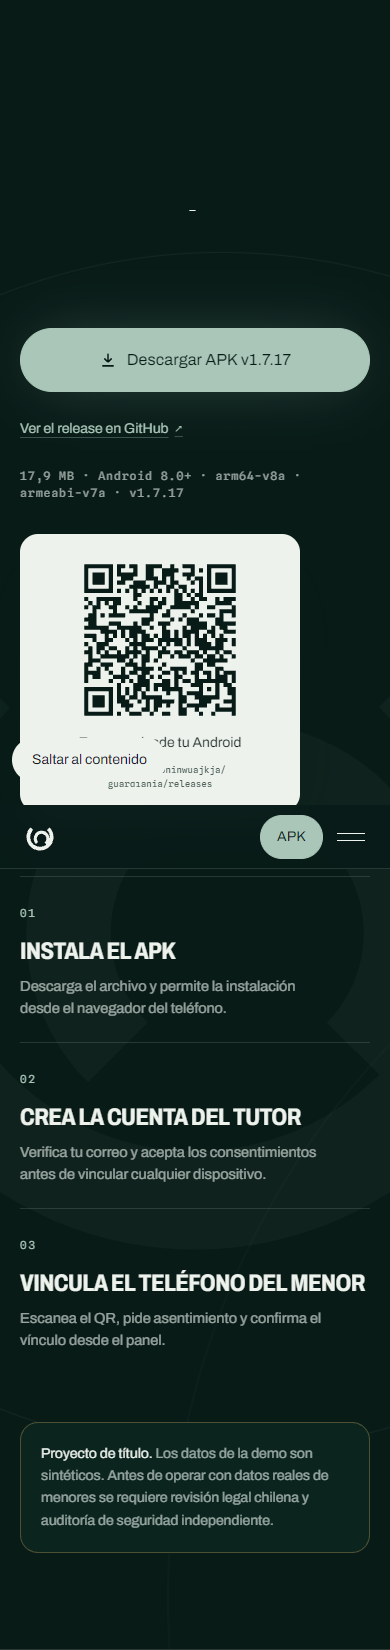 Descargar APK v1.7.17
Ver el release en GitHub ↗
17,9 MB · Android 8.0+ · arm64-v8a ·
armeabi-v7a · v1.7.17
de tu Android
Saltar al contenido
ninwuajkja/
guardiania/releases
APK
01
INSTALA EL APK
Descarga el archivo y permite la instalación
desde el navegador del teléfono.
02
CREA LA CUENTA DEL TUTOR
Verifica tu correo y acepta los consentimientos
antes de vincular cualquier dispositivo.
03
VINCULA EL TELÉFONO DEL MENOR
Escanea el QR, pide asentimiento y confirma el
vínculo desde el panel.
Proyecto de título. Los datos de la demo son
sintéticos. Antes de operar con datos reales de
menores se requiere revisión legal chilena y
auditoría de seguridad independiente.